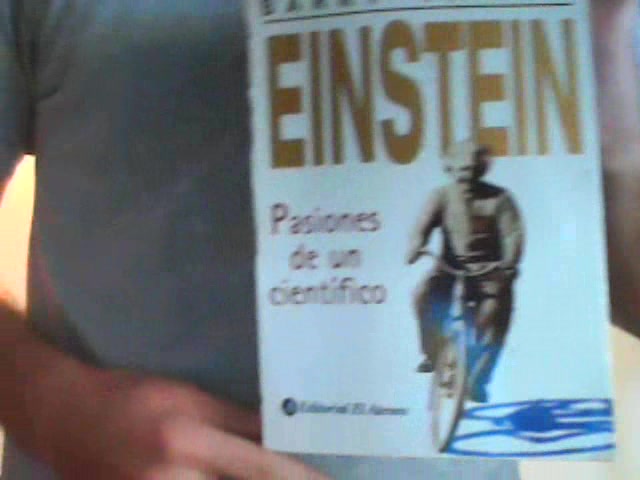 EINSTEIN
Pasiones
de un
científico
Editorial El Ateneo